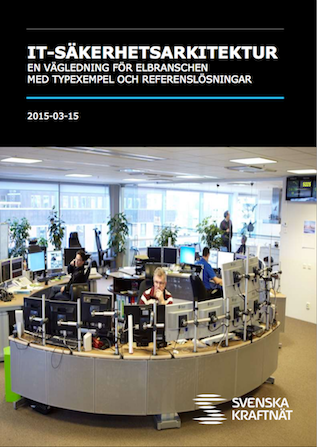 IT-SÄKERHETSARKITEKTUR
EN VÄGLEDNING FÖR ELBRANSCHEN
MED TYPEXEMPEL OCH REFERENSLÖSNINGAR
2015-03-15
SVENSKA
KRAFTNÄT